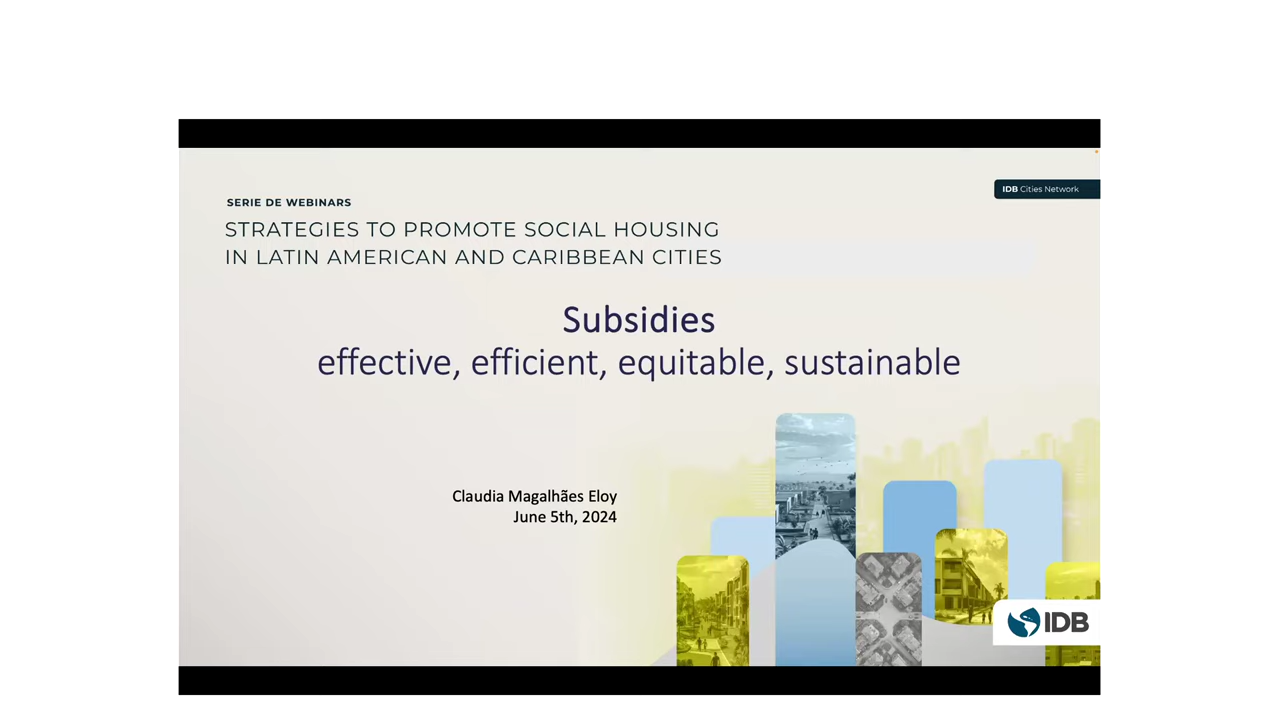 IDB Cities Network
SERIE DE WEBINARS
STRATEGIES TO PROMOTE SOCIAL HOUSING
IN LATIN AMERICAN AND CARIBBEAN CITIES
Subsidies
effective, efficient, equitable, sustainable
Claudia Magalhães Eloy
June 5th, 2024
IDB